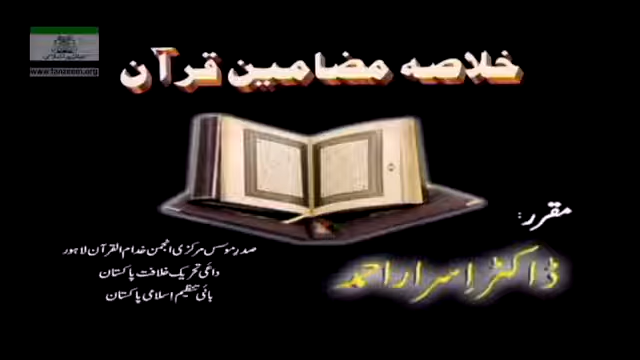 www.tanzeem.org
خلاصہ مضامین قرآن
مقرر:
ڈاکٹر اسرار احمد
صدر موسس مرکزی انجمن خدام القرآن لاہور
داعی تحریک خلافت پاکستان
بانی تنظیم اسلامی پاکستان